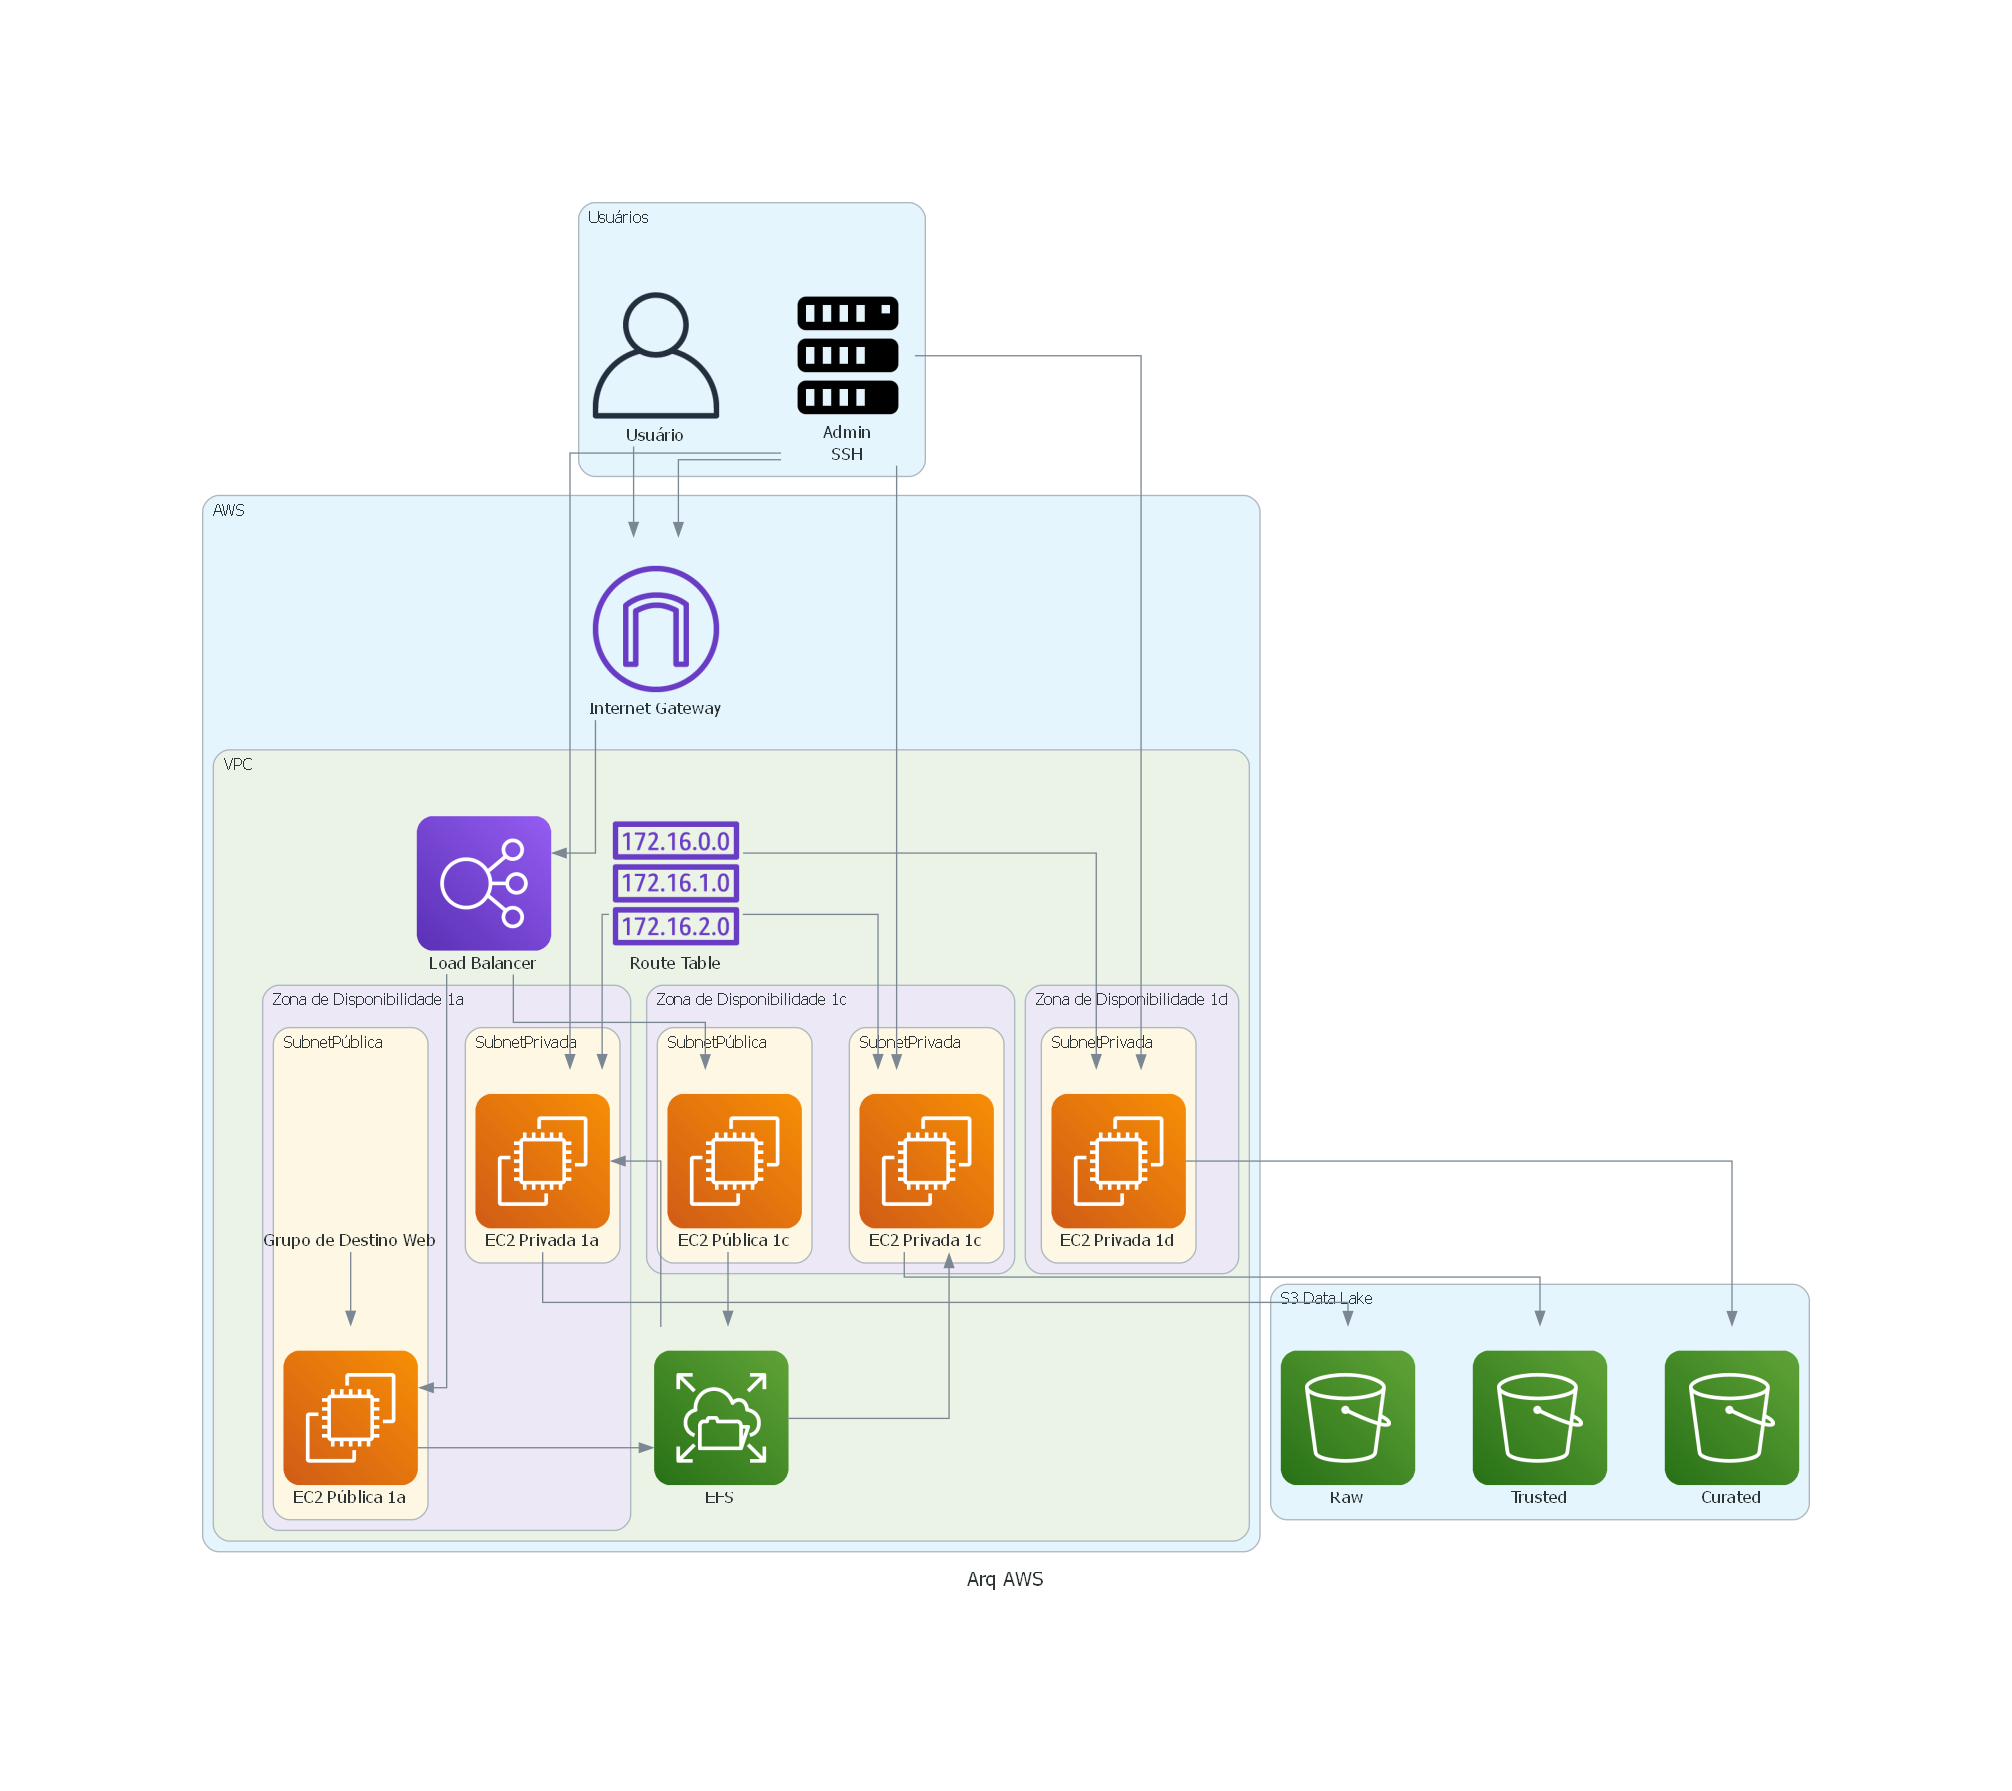 Usuários
Usuário
Admin
SSH
AWS
Internet Gateway
VPC
172.16.0.0
172.16.1.0
172.16.2.0
Load Balancer
Route Table
Zona de Disponibilidade 1a
Zona de Disponibilidade 1c
Zona de Disponibilidade 1d
SubnetPública
SubnetPrivada
SubnetPública
SubnetPrivada
SubnetPrivada
Grupo de Destino Web
EC2 Privada 1a
EC2 Pública 1c
EC2 Privada 1c
EC2 Privada 1d
S3 Data Lake
EC2 Pública 1a
EFS
Raw
Trusted
Curated
Arq AWS